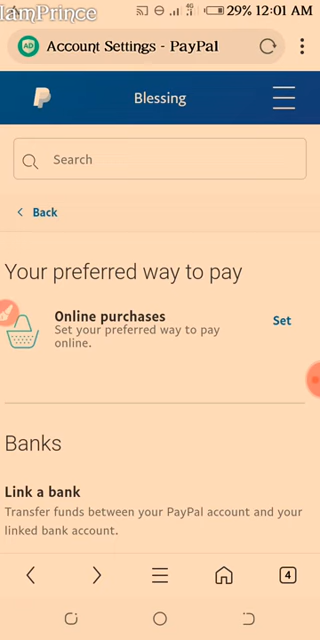 IamPrince
4G 29% 12:01 AM
AD Account Settings - PayPal
Blessing
Search
Back
Your preferred way to pay
Online purchases
Set
Set your preferred way to pay
online.
Banks
Link a bank
Transfer funds between your PayPal account and your
linked bank account.
4